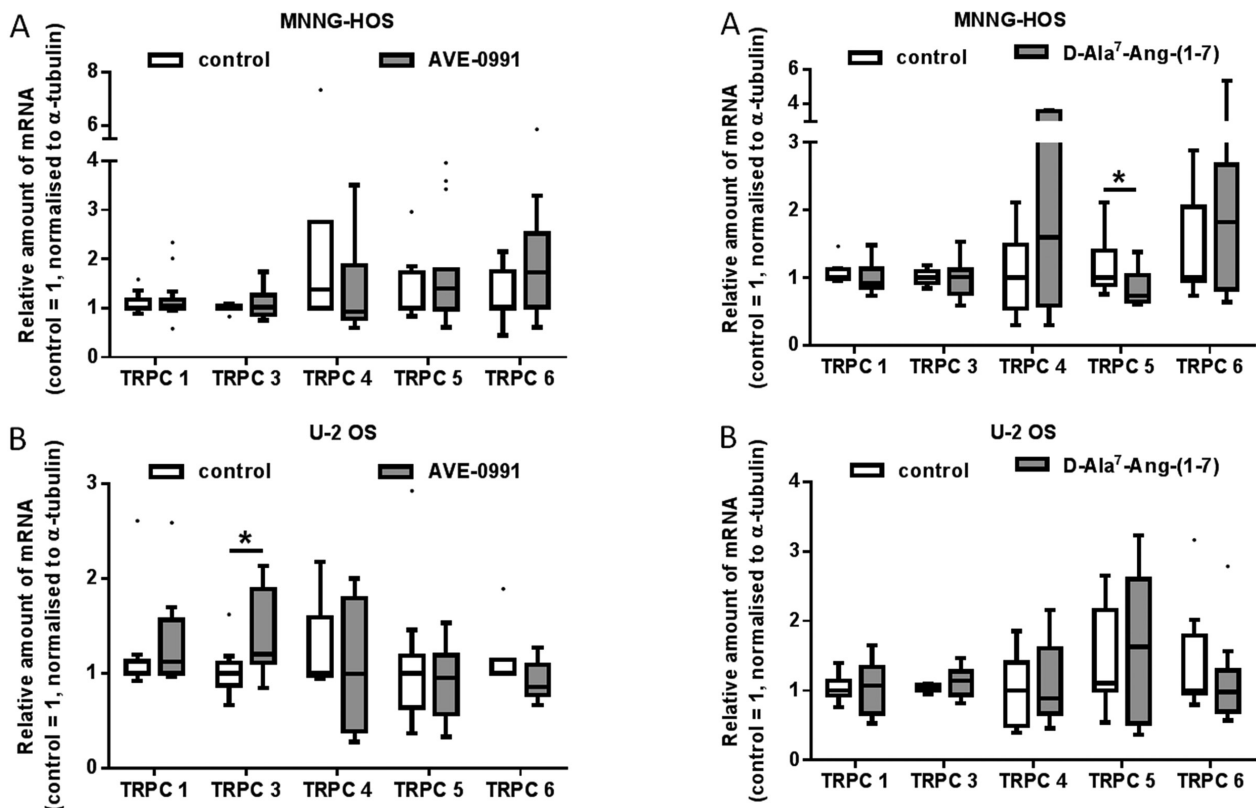 A
MNNG-HOS
control
AVE-0991
Relative amount of mRNA
(control = 1, normalised to α-tubulin)
8
6
4
3
2
1
0
TRPC 1
TRPC 3
TRPC 4
TRPC 5
TRPC 6
A
MNNG-HOS
control
D-Ala⁷-Ang-(1-7)
Relative amount of mRNA
(control = 1, normalised to α-tubulin)
6
4
3
2
1
0
*
TRPC 1
TRPC 3
TRPC 4
TRPC 5
TRPC 6
B
U-2 OS
control
AVE-0991
Relative amount of mRNA
(control = 1, normalised to α-tubulin)
3
2
1
0
*
TRPC 1
TRPC 3
TRPC 4
TRPC 5
TRPC 6
B
U-2 OS
control
D-Ala⁷-Ang-(1-7)
Relative amount of mRNA
(control = 1, normalised to α-tubulin)
4
3
2
1
0
TRPC 1
TRPC 3
TRPC 4
TRPC 5
TRPC 6